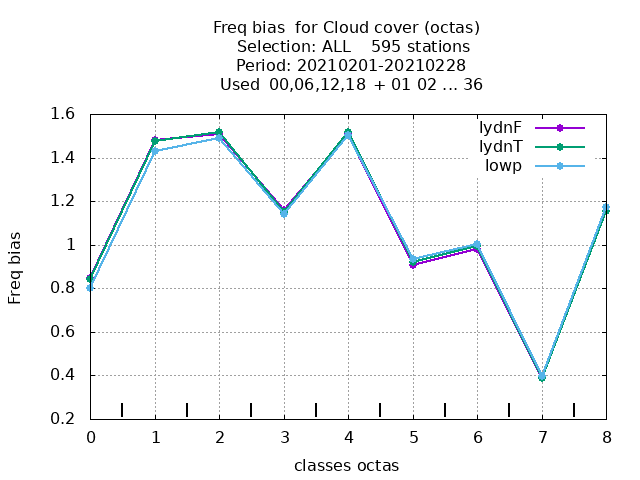 Freq bias  for Cloud cover (octas)
Selection: ALL    595 stations
Period: 20210201-20210228
Used  00,06,12,18  + 01 02 ... 36
lydnF
lydnT
lowp
1.6
1.4
1.2
1
0.8
0.6
0.4
0.2
Freq bias
0 1 2 3 4 5 6 7 8
classes octas